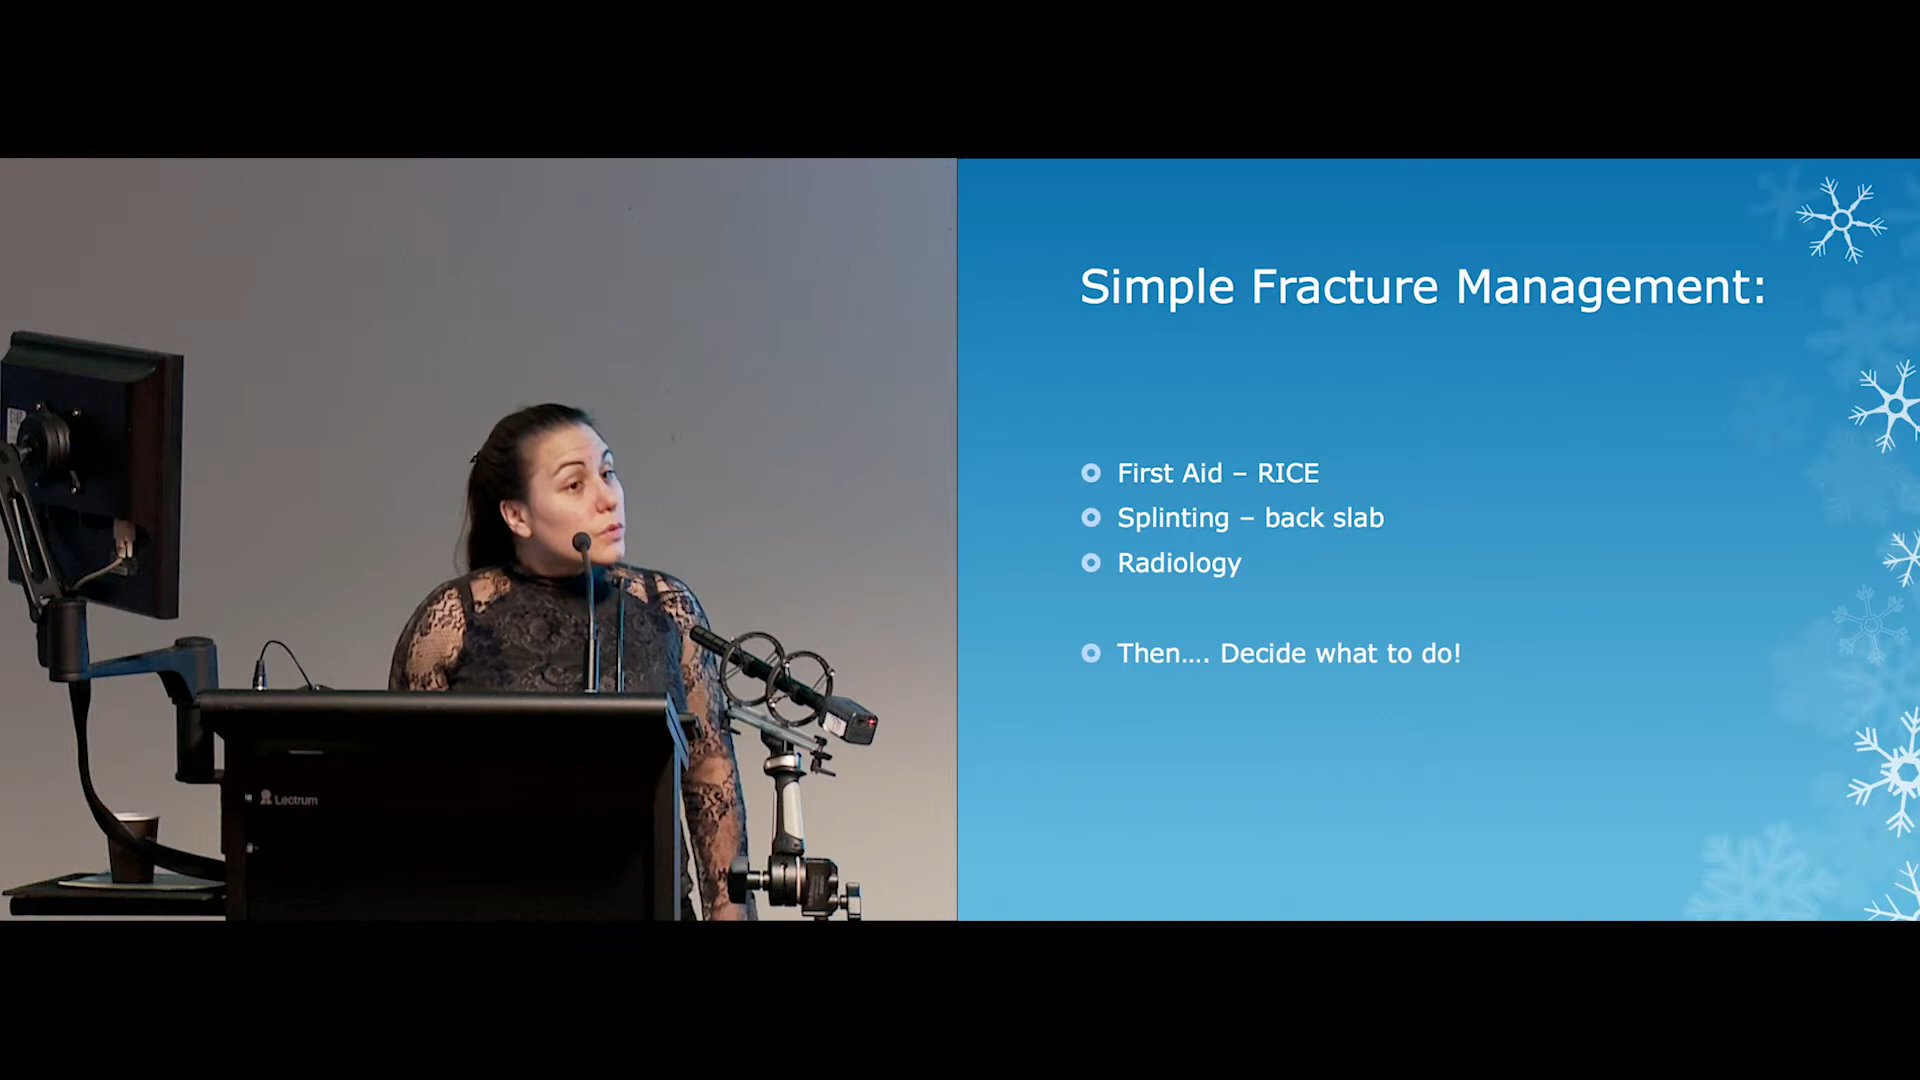 Simple Fracture Management:
First Aid – RICE
Splinting – back slab
Radiology
Then.... Decide what to do!
Lectrum